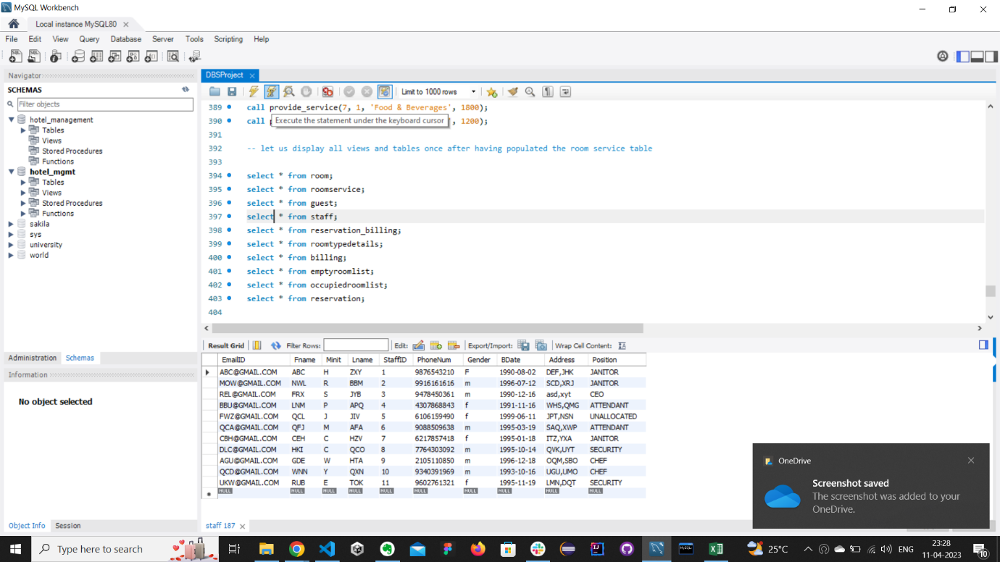 MySQL Workbench
Local instance MySQL80
File Edit View Query Database Server Tools Scripting Help
Navigator
SCHEMAS
Filter objects
hotel_management
Tables
Views
Stored Procedures
Functions
hotel_mgmt
Tables
Views
Stored Procedures
Functions
sakila
sys
university
world
Administration Schemas
Information
No object selected
Object Info Session
DBSProject
Limit to 1000 rows
389 call provide_service(7, 1, 'Food & Beverages', 1800);
390 call p ', 1200);
Execute the statement under the keyboard cursor
391
392 -- let us display all views and tables once after having populated the room service table
393
394 select * from room;
395 select * from roomservice;
396 select * from guest;
397 select * from staff;
398 select * from reservation_billing;
399 select * from roomtypedetails;
400 select * from billing;
401 select * from emptyroomlist;
402 select * from occupiedroomlist;
403 select * from reservation;
404
Result Grid Filter Rows: Edit: Export/Import: Wrap Cell Content:
EmailID Fname Minit Lname StaffID PhoneNum Gender BDate Address Position
ABC@GMAIL.COM ABC H ZXY 1 9876543210 F 1990-08-02 DEF,JHK JANITOR
MOW@GMAIL.COM NWL R BBM 2 9916161616 m 1996-07-12 SCD,XRJ JANITOR
REL@GMAIL.COM FRX S JYB 3 9478450361 m 1990-12-16 asd,xyt CEO
BBU@GMAIL.COM LNM P APQ 4 4307868843 f 1991-11-16 WHS,QMG ATTENDANT
FWZ@GMAIL.COM QCL J JIV 5 6106159490 f 1999-06-11 JPT,NSN UNALLOCATED
QCA@GMAIL.COM QFJ M AFA 6 9088509638 m 1995-03-19 SAQ,XWP ATTENDANT
CBH@GMAIL.COM CEH C HZV 7 6217857418 f 1995-01-18 ITZ,YXA JANITOR
DLC@GMAIL.COM HKI C QCO 8 7764303092 m 1995-10-14 QVK,UYT SECURITY
AGU@GMAIL.COM GDE W HTA 9 2105110850 m 1996-12-18 OQM,SBO CHEF
QCD@GMAIL.COM WNN Y QXN 10 9340391969 m 1993-10-16 UGU,UMO CHEF
UKW@GMAIL.COM RUB E TOK 11 9602761321 f 1995-11-19 LMN,DQT SECURITY
NULL NULL NULL NULL NULL NULL NULL NULL NULL NULL
staff 187
OneDrive
Screenshot saved
The screenshot was added to your
OneDrive.
Type here to search
25°C
ENG
23:28
11-04-2023
10